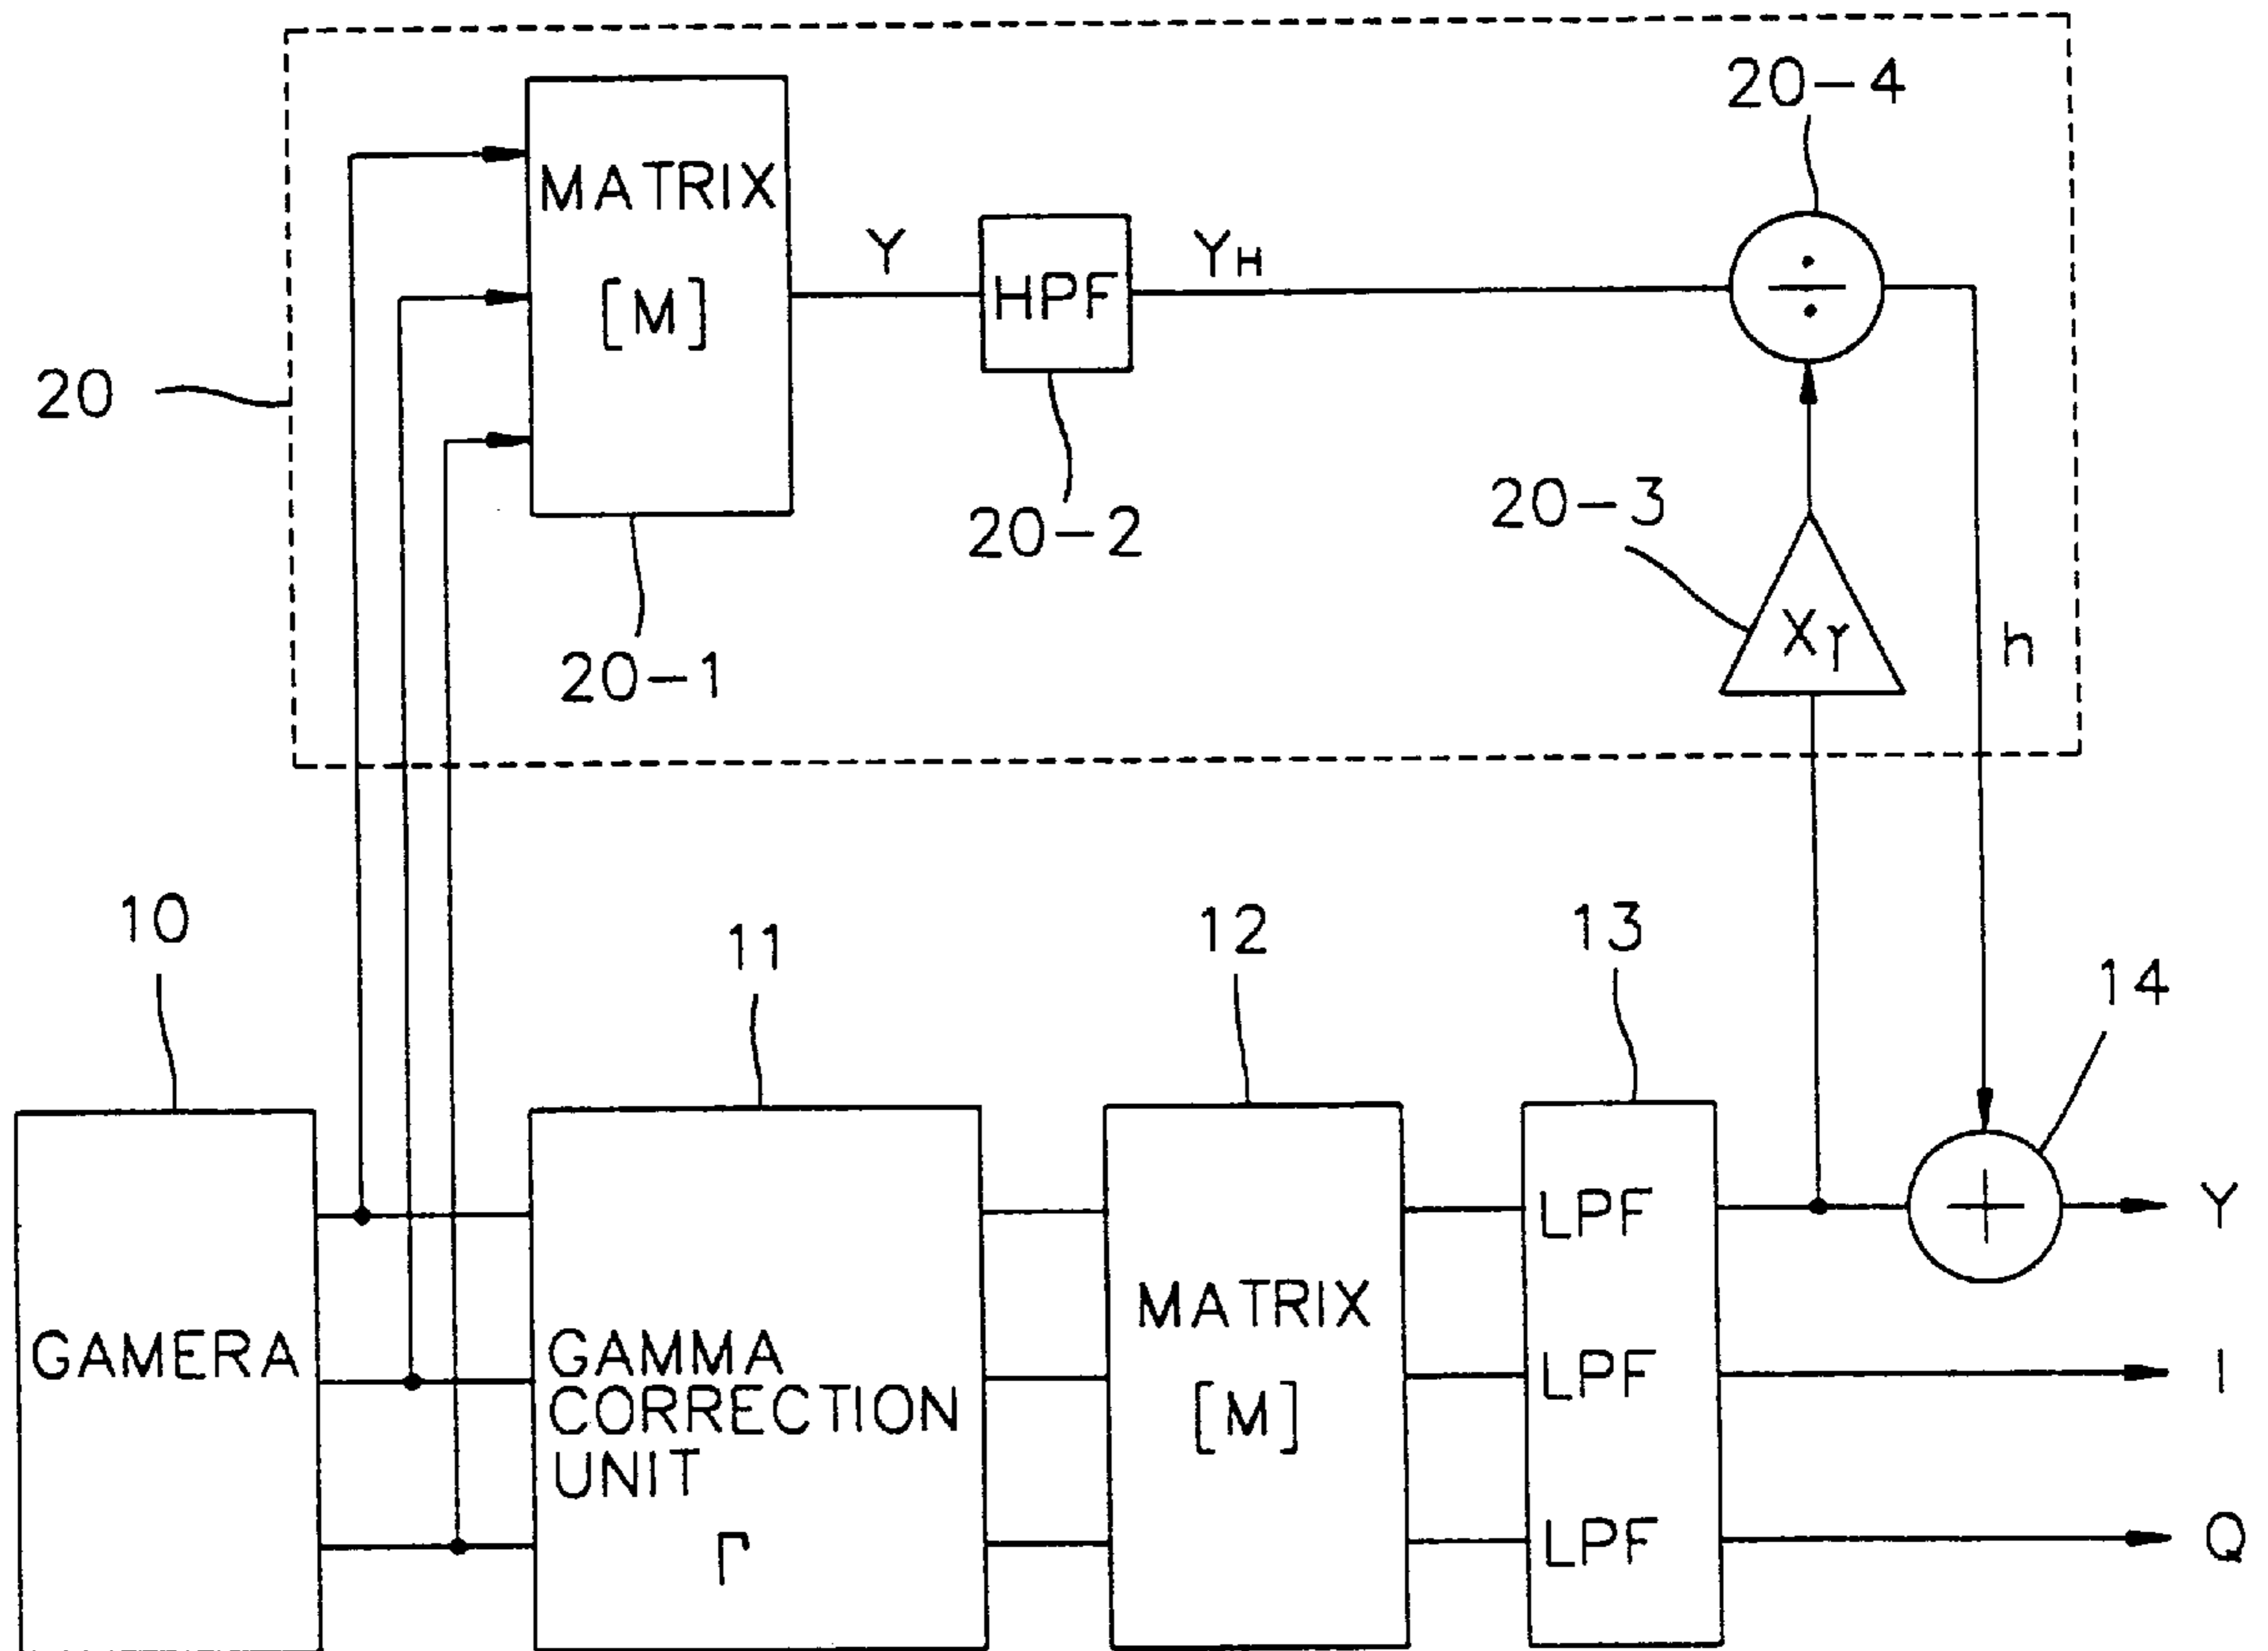 20-4
MATRIX
[M]
Y
HPF
YH
20
20-3
20-2
Xγ
h
20-1
10
11
12
13
14
Y
LPF
MATRIX
[M]
GAMERA
GAMMA
CORRECTION
UNIT
Γ
LPF
I
LPF
Q